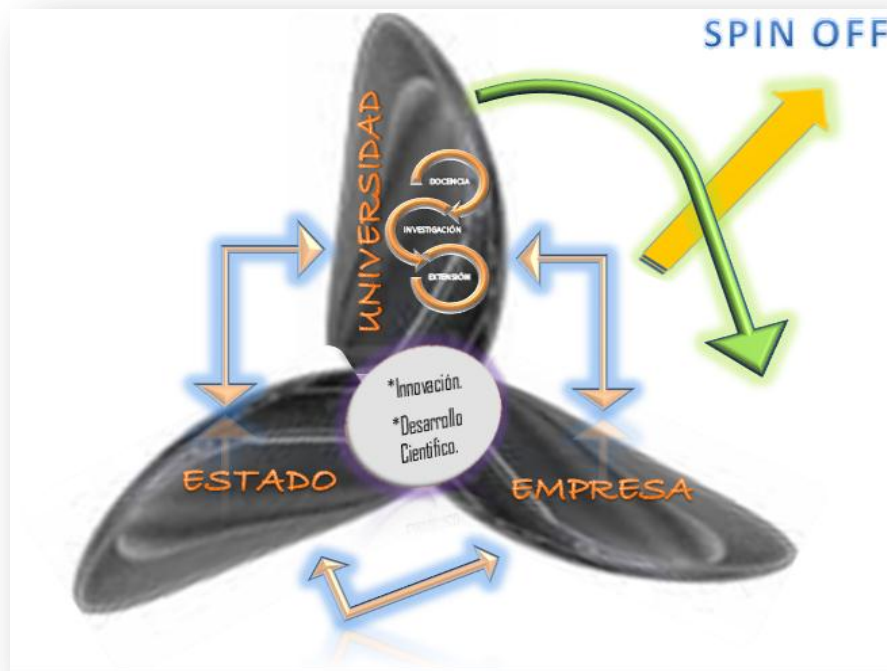 SPIN OFF
UNIVERSIDAD
DOCENCIA
INVESTIGACIÓN
EXTENSIÓN
*Innovación.
*Desarrollo
Científico.
ESTADO
EMPRESA